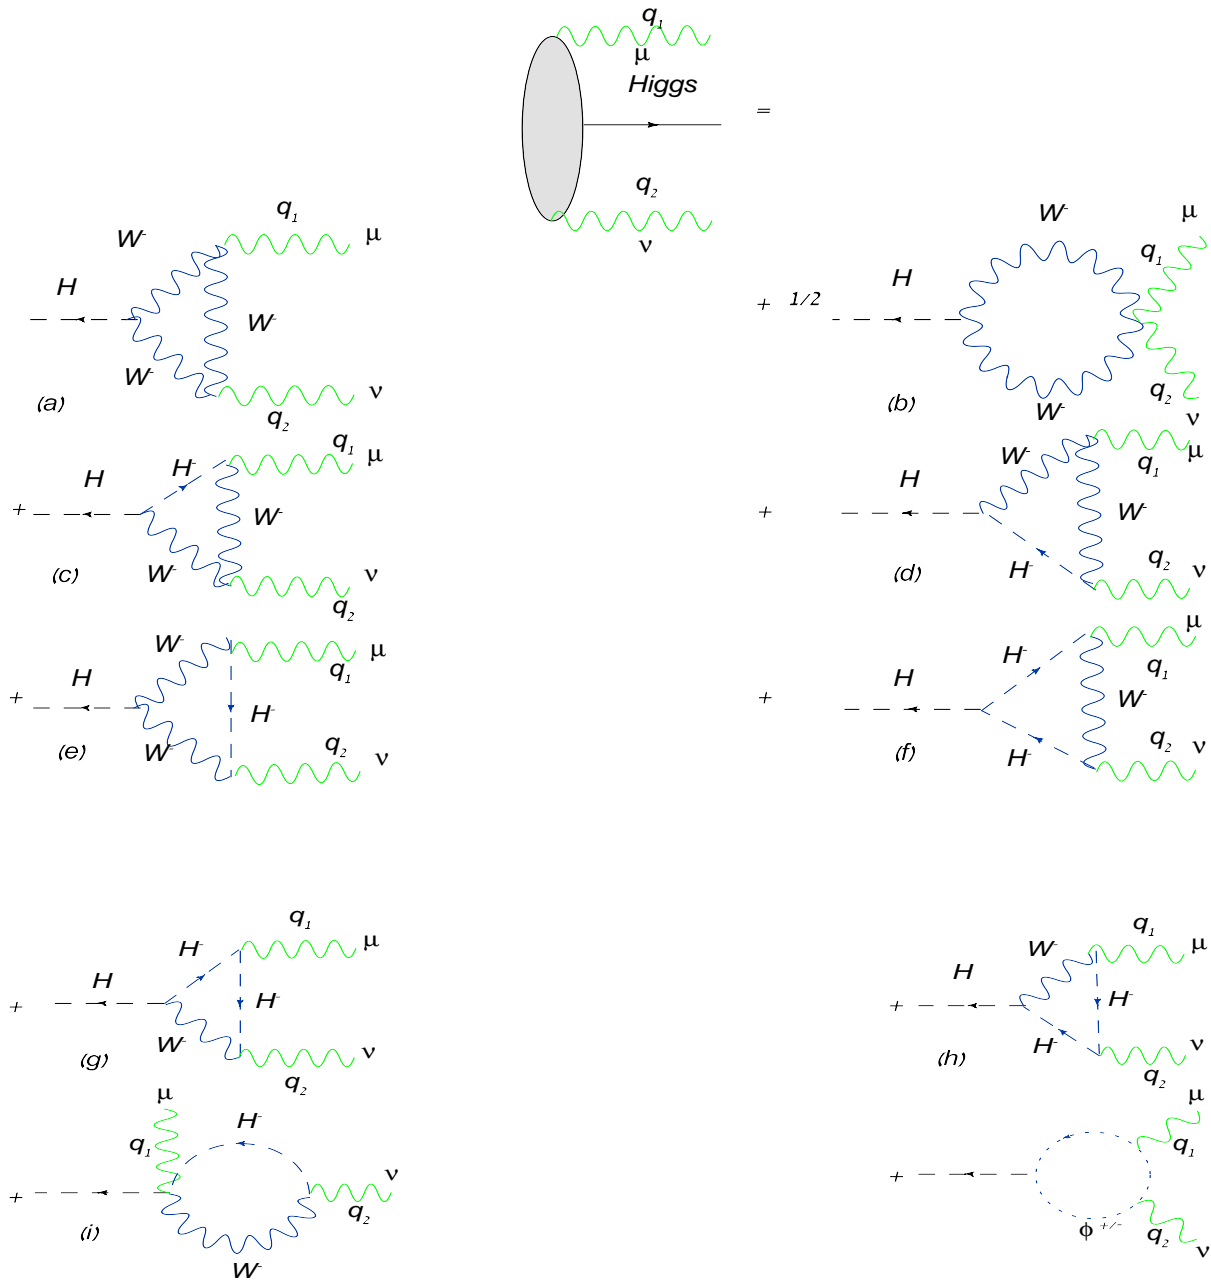 q1
μ
Higgs
=
q2
ν
q1
μ
W-
H
W-
W-
ν
q2
(a)
+ 1/2
W-
μ
q1
H
W-
q2
ν
(b)
+
q1
μ
H-
H
W-
W-
ν
q2
(c)
+
W-
q1
μ
H
W-
q2
ν
H-
(d)
+
W-
μ
q1
H
H-
W-
q2
ν
(e)
+
μ
H-
q1
H
W-
q2
ν
H-
(f)
+
q1
μ
H-
H
H-
W-
ν
q2
(g)
+
q1
μ
W-
H
H-
H-
ν
q2
(h)
+
μ
H-
q1
ν
q2
(i)
W-
+
μ
q1
ϕ +/-
q2
ν